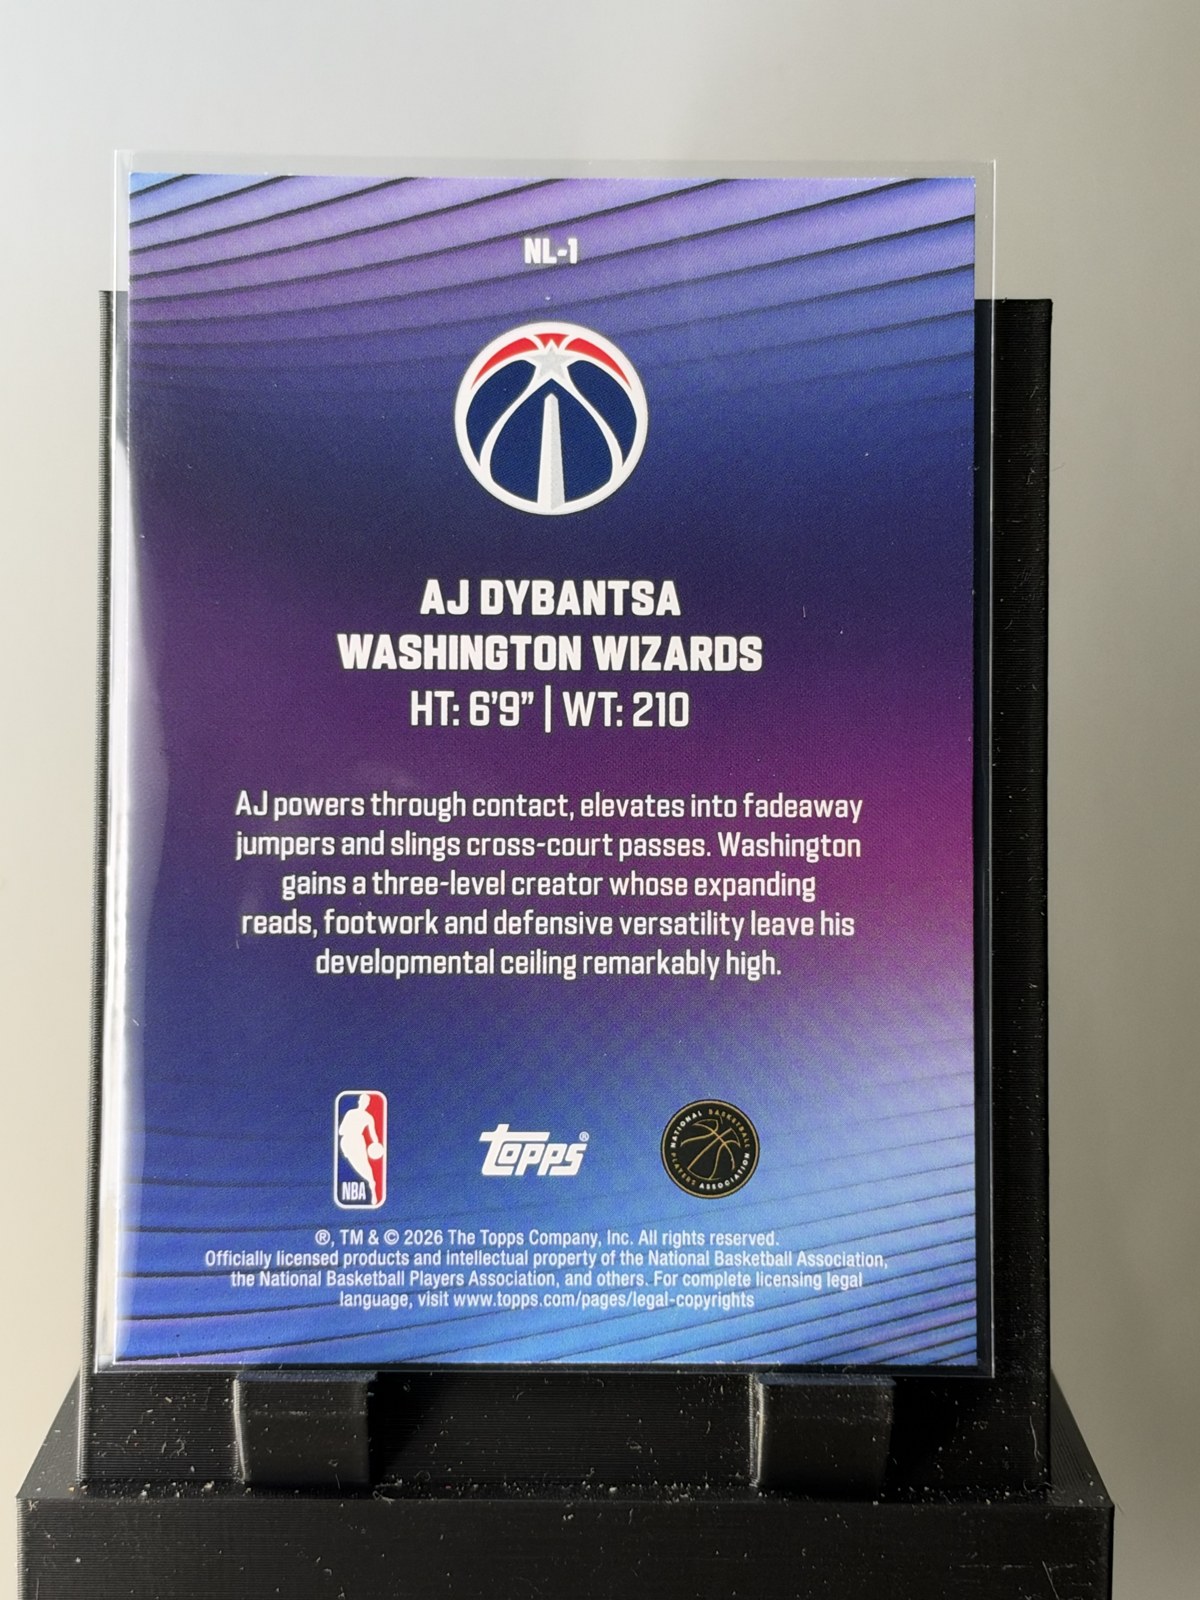 NL-1
AJ DYBANTSA
WASHINGTON WIZARDS
HT: 6'9" | WT: 210
AJ powers through contact, elevates into fadeaway
jumpers and slings cross-court passes. Washington
gains a three-level creator whose expanding
reads, footwork and defensive versatility leave his
developmental ceiling remarkably high.
NBA
topps®
NATIONAL BASKETBALL
PLAYERS ASSOCIATION
®, TM & © 2026 The Topps Company, Inc. All rights reserved.
Officially licensed products and intellectual property of the National Basketball Association,
the National Basketball Players Association, and others. For complete licensing legal
language, visit www.topps.com/pages/legal-copyrights